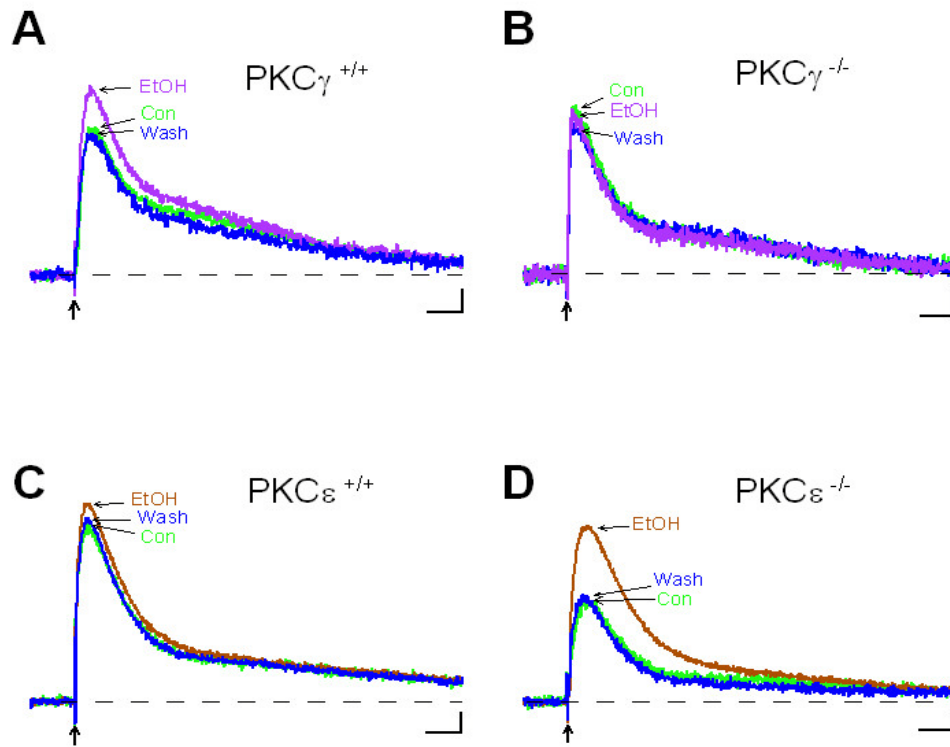 A
PKCγ +/+
EtOH
Con
Wash
B
PKCγ -/-
Con
EtOH
Wash
C
PKCε +/+
EtOH
Wash
Con
D
PKCε -/-
EtOH
Wash
Con